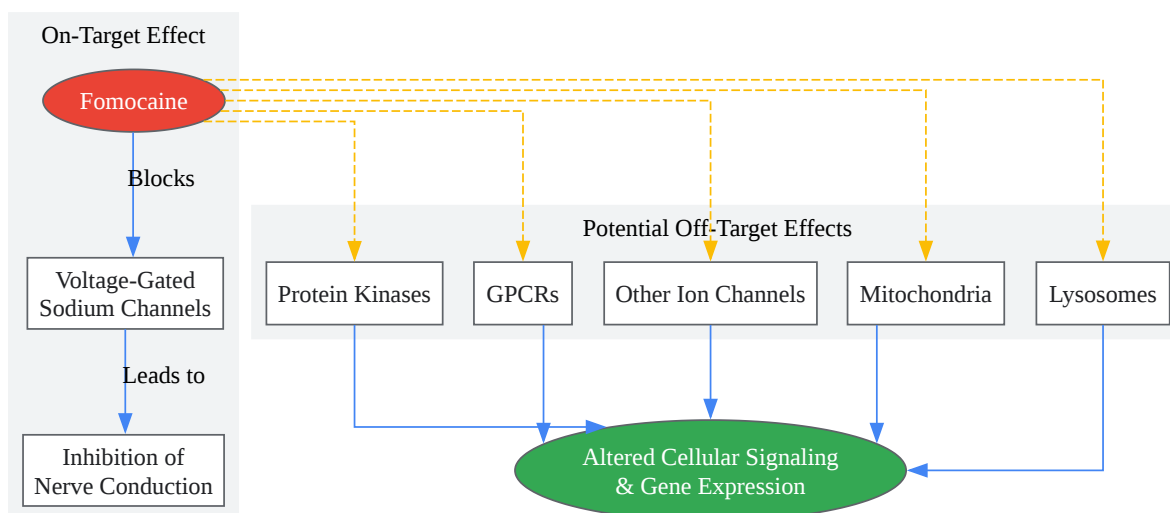 On-Target Effect
Fomocaine
Blocks
Voltage-Gated
Sodium Channels
Leads to
Inhibition of
Nerve Conduction
Potential Off-Target Effects
Protein Kinases
GPCRs
Other Ion Channels
Mitochondria
Lysosomes
Altered Cellular Signaling
& Gene Expression